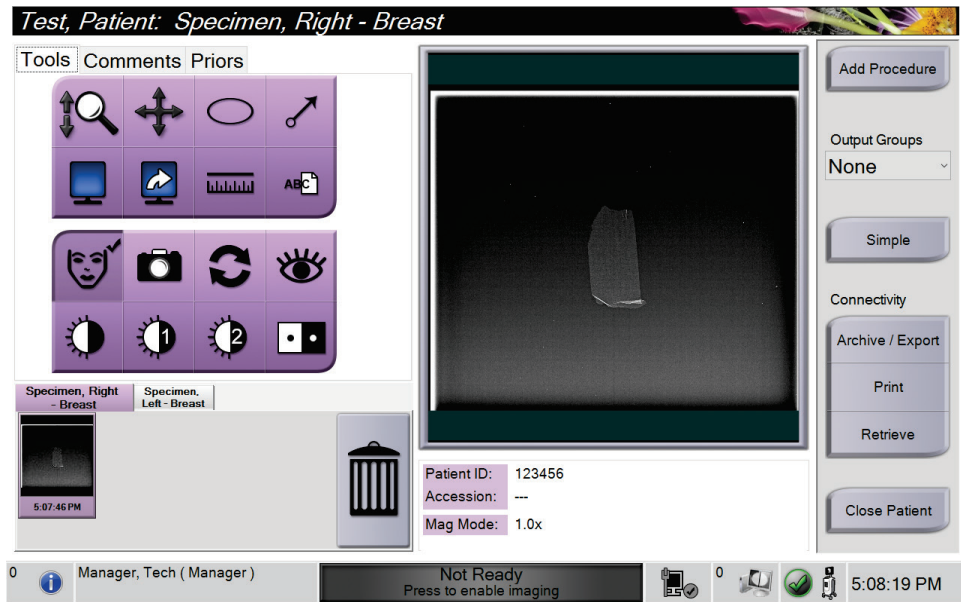 Test, Patient: Specimen, Right - Breast
Tools Comments Priors
ABC
1 2
Specimen, Right
- Breast
Specimen,
Left - Breast
5:07:46 PM
Patient ID: 123456
Accession: ---
Mag Mode: 1.0x
Add Procedure
Output Groups
None
Simple
Connectivity
Archive / Export
Print
Retrieve
Close Patient
0
Manager, Tech ( Manager )
Not Ready
Press to enable imaging
0
5:08:19 PM